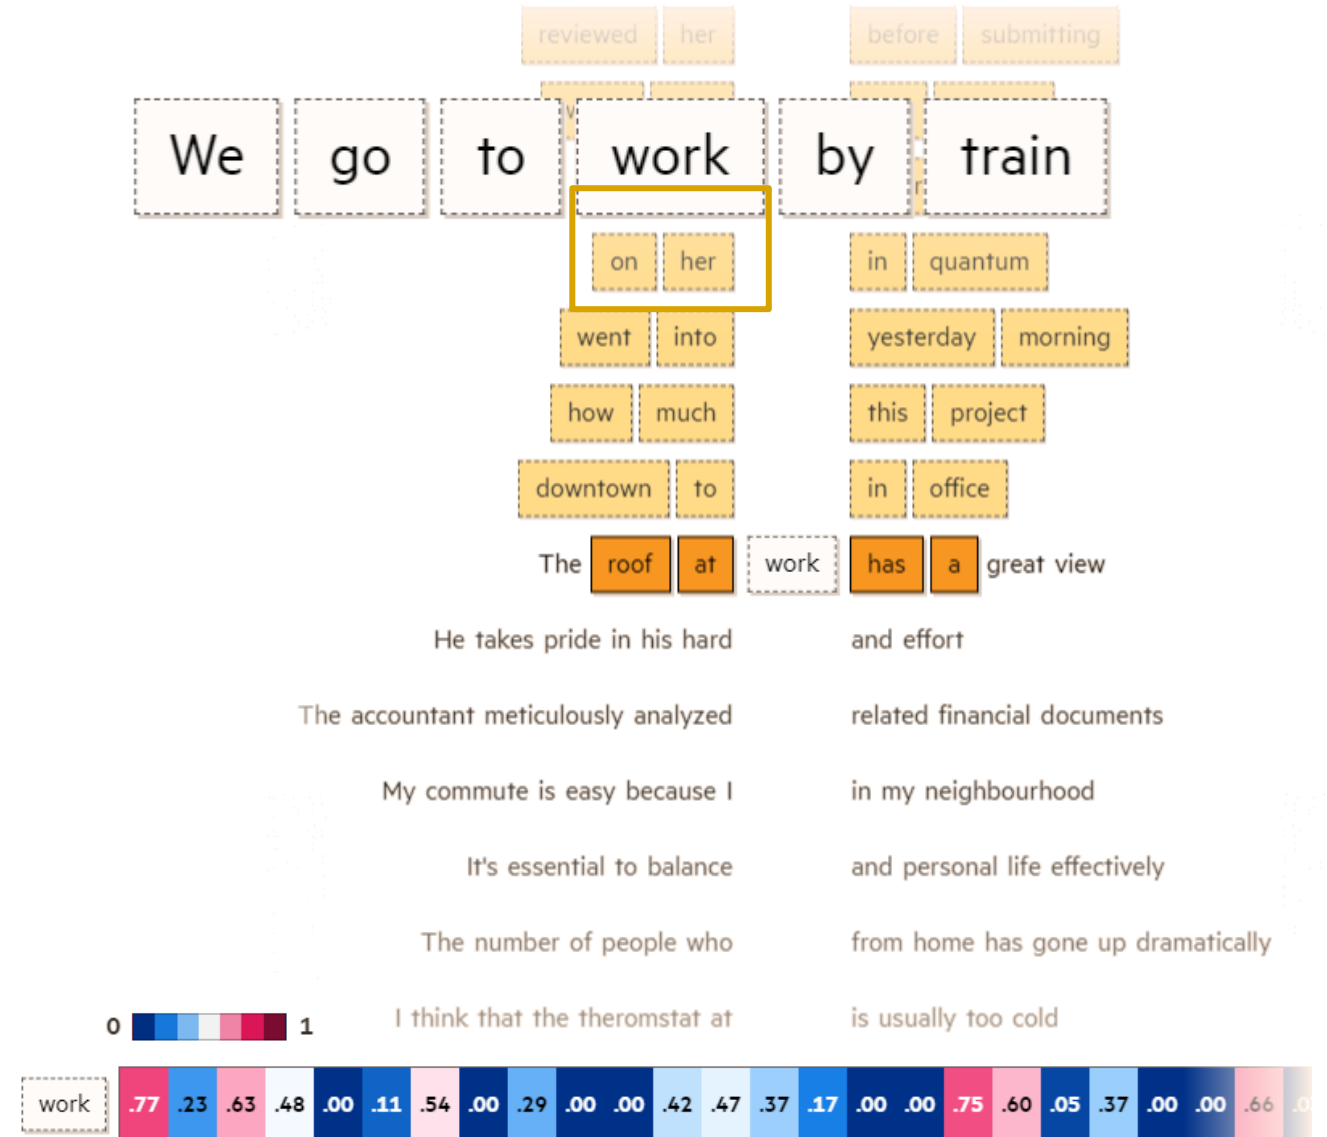 reviewed her before submitting
We go to work by train
on her in quantum
went into yesterday morning
how much this project
downtown to in office
The roof at work has a great view
He takes pride in his hard and effort
The accountant meticulously analyzed related financial documents
My commute is easy because I in my neighbourhood
It's essential to balance and personal life effectively
The number of people who from home has gone up dramatically
I think that the theromstat at is usually too cold
0 1
work .77 .23 .63 .48 .00 .11 .54 .00 .29 .00 .00 .42 .47 .37 .17 .00 .00 .75 .60 .05 .37 .00 .00 .66